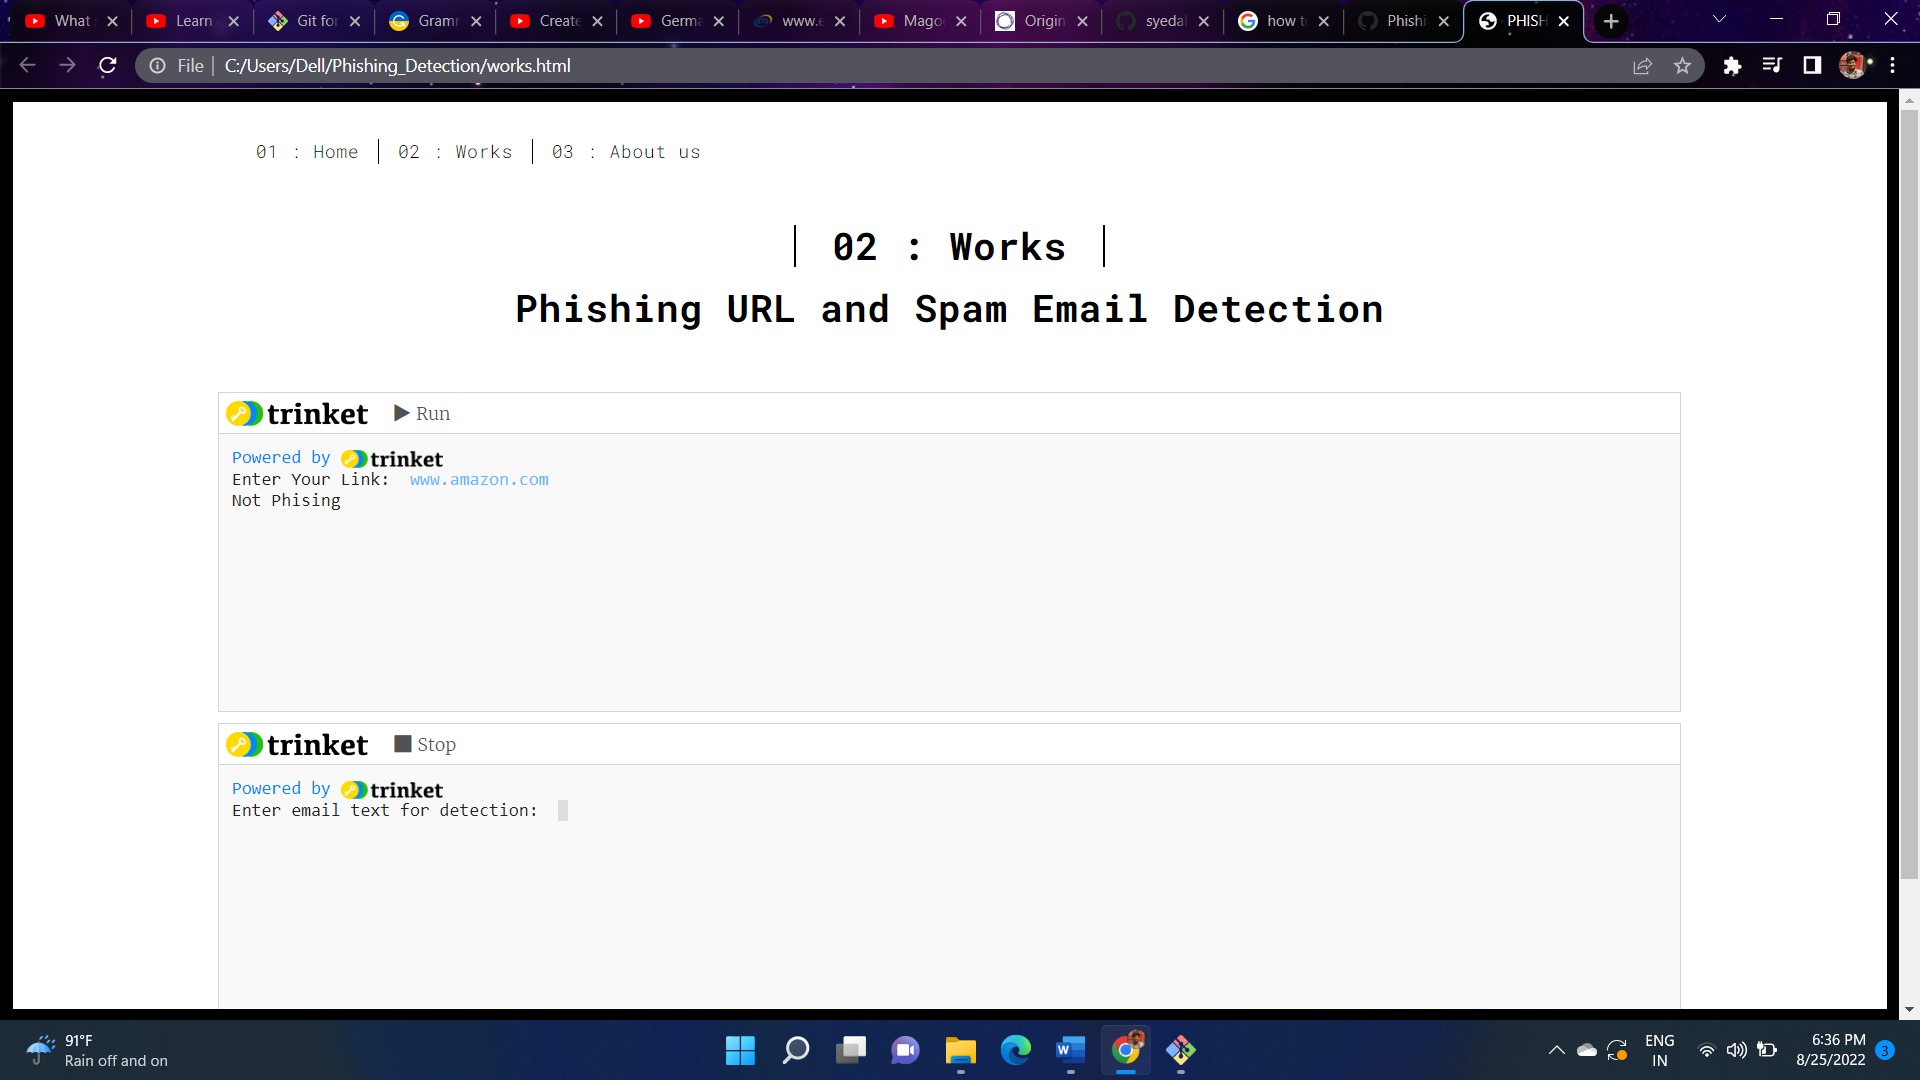 What
Learn
Git for
Gramr
Create
Germa
www.e
Magoo
Origin
syedal
how to
Phishi
PHISH
File C:/Users/Dell/Phishing_Detection/works.html
01 : Home 02 : Works 03 : About us
02 : Works
Phishing URL and Spam Email Detection
trinket Run
Powered by trinket
Enter Your Link: www.amazon.com
Not Phising
trinket Stop
Powered by trinket
Enter email text for detection:
91°F
Rain off and on
ENG
IN
6:36 PM
8/25/2022
3